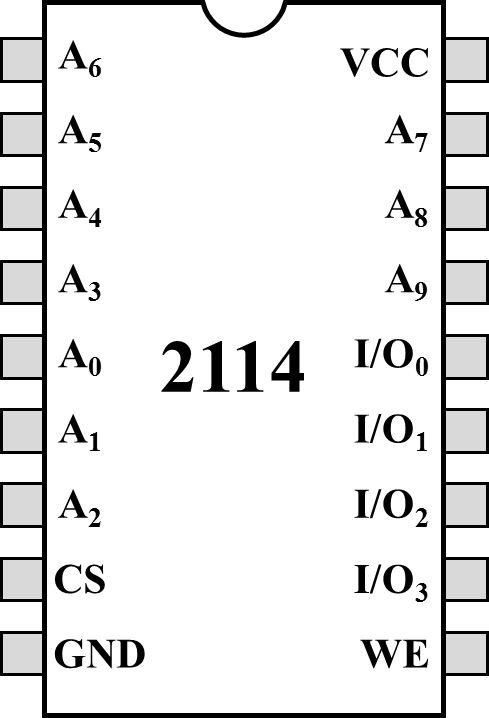 A₆ VCC
A₅ A₇
A₄ A₈
A₃ A₉
A₀ 2114 I/O₀
A₁ I/O₁
A₂ I/O₂
CS I/O₃
GND WE